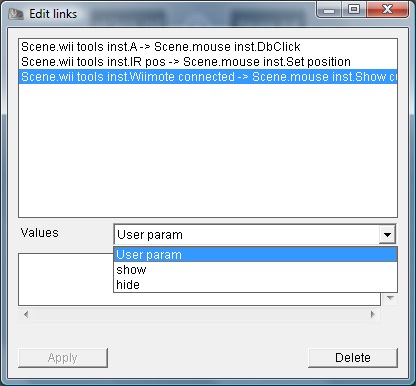 Edit links
Scene.wii tools inst.A -> Scene.mouse inst.DbClick
Scene.wii tools inst.IR pos -> Scene.mouse inst.Set position
Scene.wii tools inst.Wiimote connected -> Scene.mouse inst.Show
Values
User param
User param
show
hide
Apply
Delete